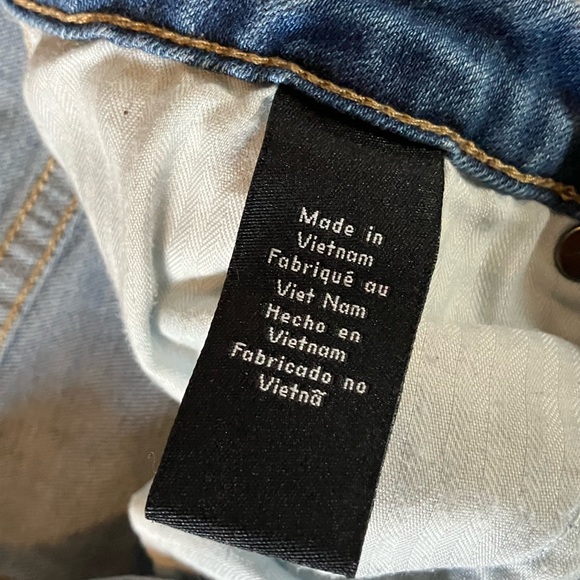 Made in
Vietnam
Fabriqué au
Viet Nam
Hecho en
Vietnam
Fabricado no
Vietnã